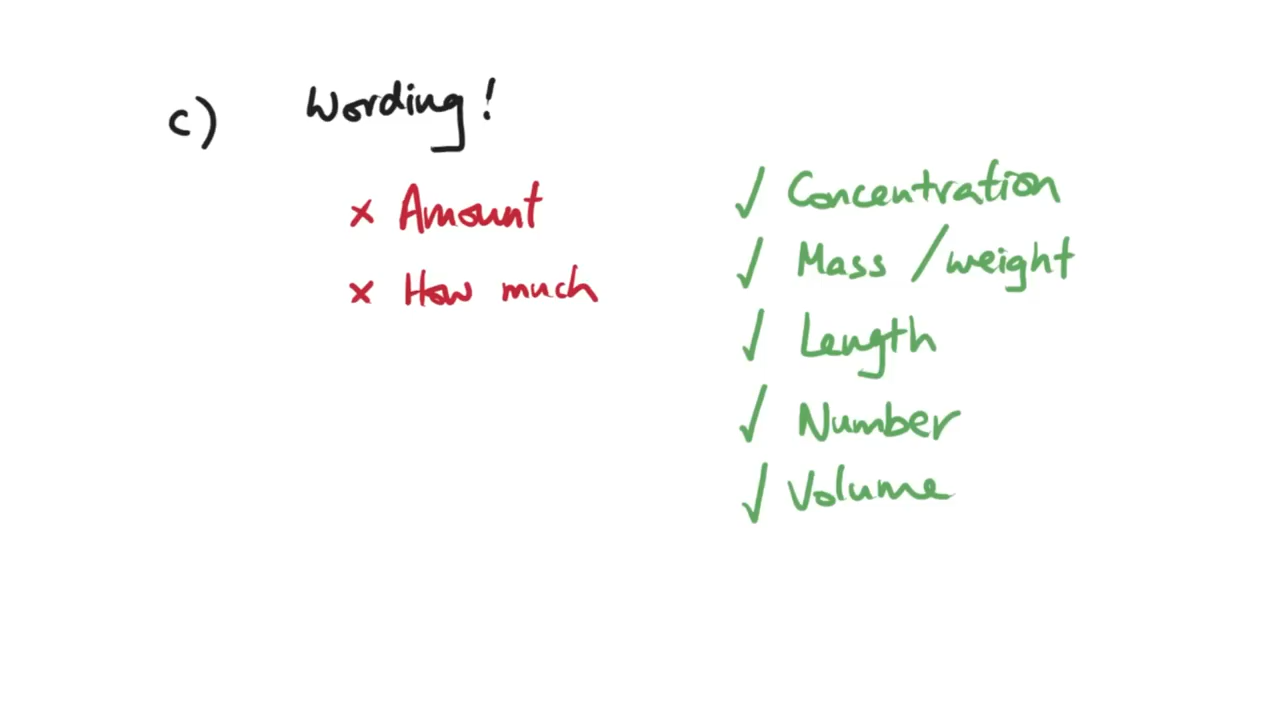 c) Wording!
× Amount
× How much
✓ Concentration
✓ Mass / weight
✓ Length
✓ Number
✓ Volume